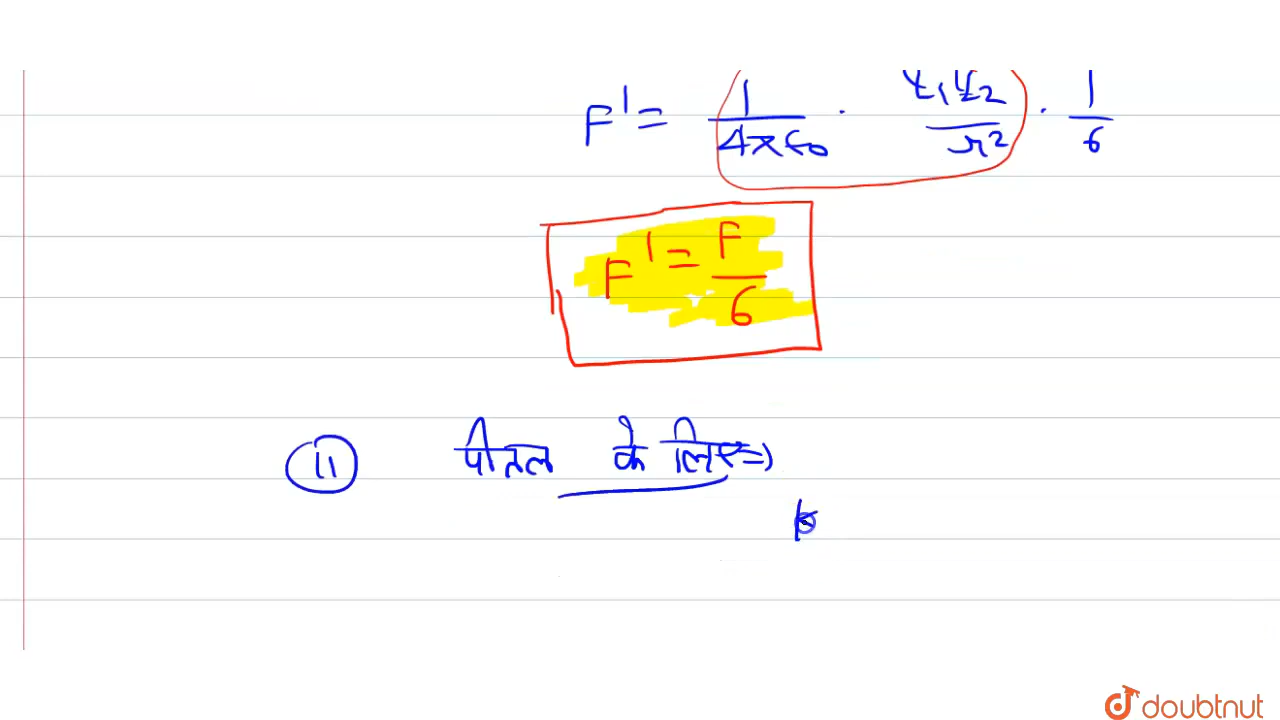 F' = 1/4πε₀ · q₁q₂/r² · 1/6
F' = F/6
(ii) पीतल के लिए ⇒
K
doubtnut